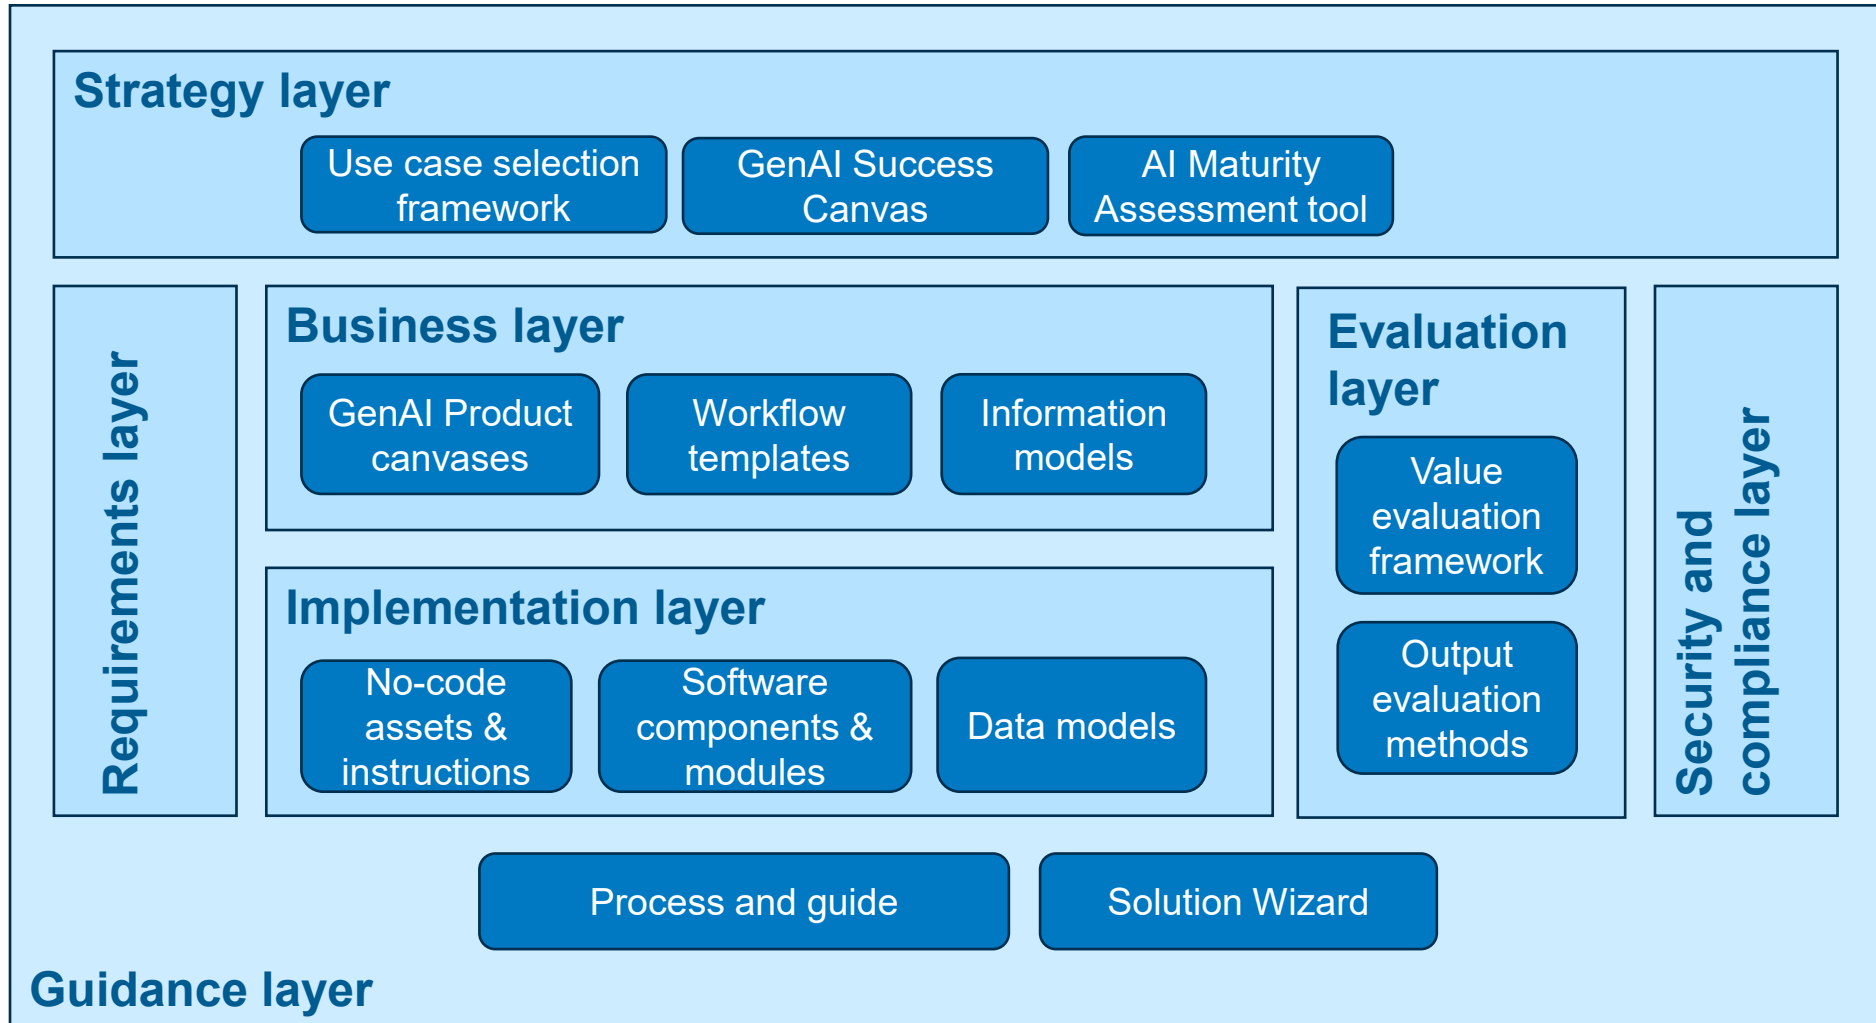 Strategy layer
Use case selection
framework
GenAI Success
Canvas
AI Maturity
Assessment tool
Requirements layer
Business layer
GenAI Product
canvases
Workflow
templates
Information
models
Implementation layer
No-code
assets &
instructions
Software
components &
modules
Data models
Evaluation
layer
Value
evaluation
framework
Output
evaluation
methods
Security and
compliance layer
Process and guide
Solution Wizard
Guidance layer